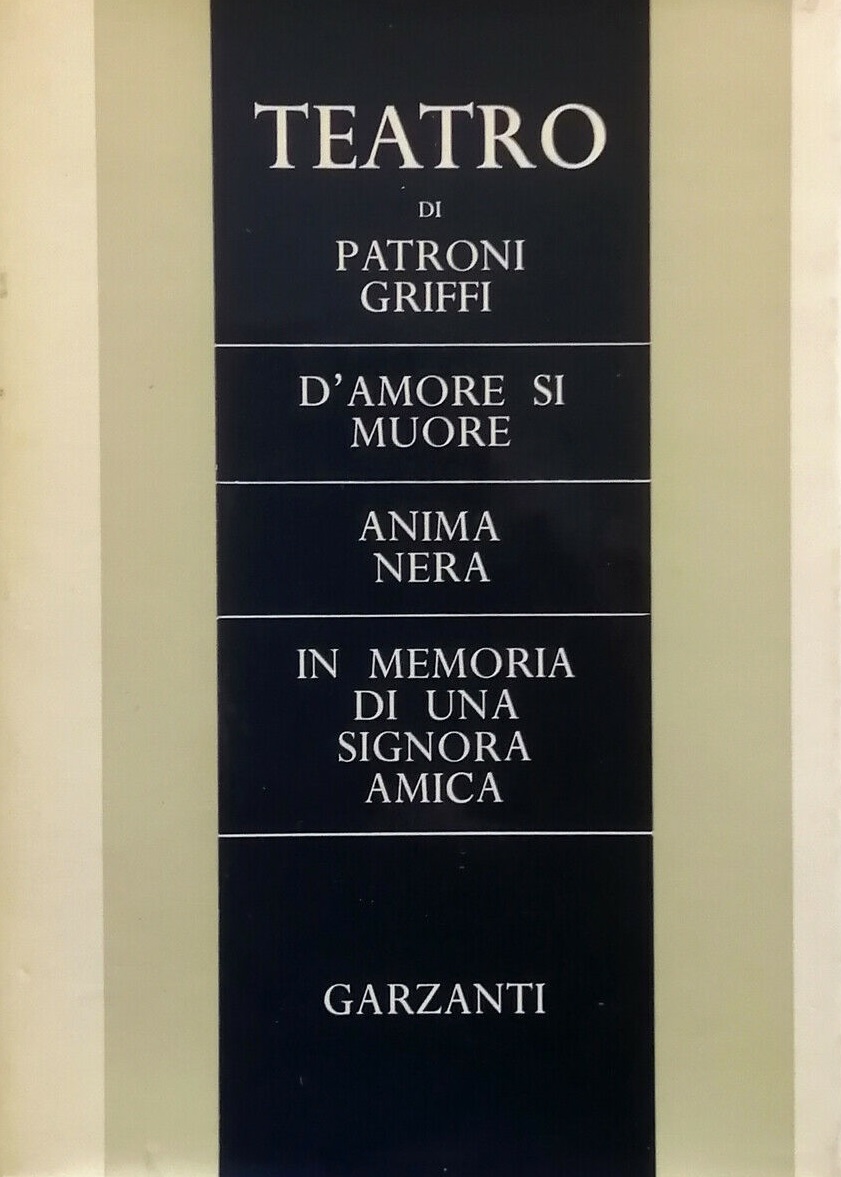 TEATRO
DI
PATRONI
GRIFFI
D'AMORE SI
MUORE
ANIMA
NERA
IN MEMORIA
DI UNA
SIGNORA
AMICA
GARZANTI